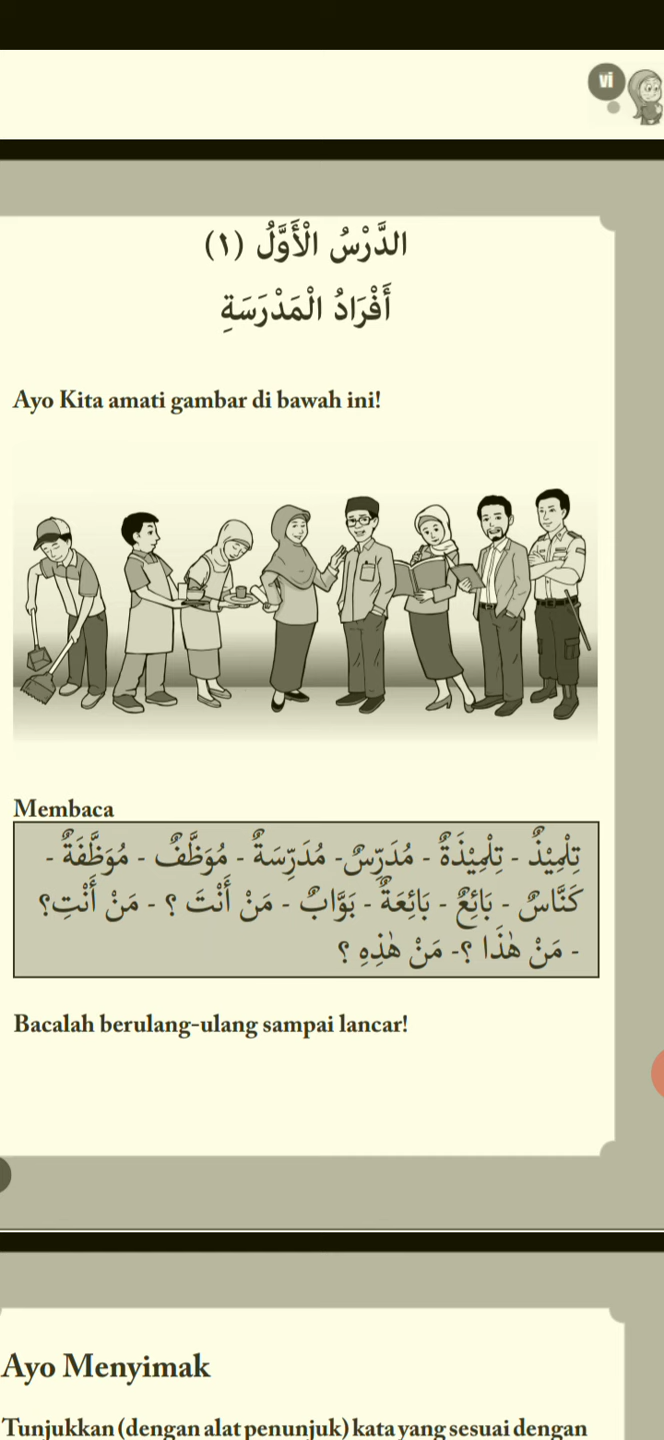 vi
الدَّرْسُ الْأَوَّلُ (١)
أَفْرَادُ الْمَدْرَسَةِ
Ayo Kita amati gambar di bawah ini!
Membaca
تِلْمِيْذٌ - تِلْمِيْذَةٌ - مُدَرِّسٌ- مُدَرِّسَةٌ - مُوَظَّفٌ - مُوَظَّفَةٌ -
كَنَّاسٌ - بَائِعٌ - بَائِعَةٌ - بَوَّابٌ - مَنْ أَنْتَ ؟ - مَنْ أَنْتِ؟
- مَنْ هٰذَا ؟- مَنْ هٰذِهِ ؟
Bacalah berulang-ulang sampai lancar!
Ayo Menyimak
Tunjukkan (dengan alat penunjuk) kata yang sesuai dengan